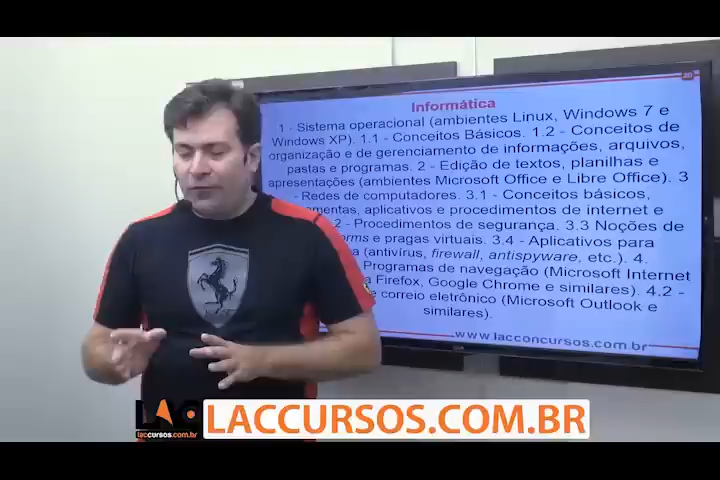 Informática
1 - Sistema operacional (ambientes Linux, Windows 7 e
Windows XP). 1.1 - Conceitos Básicos. 1.2 - Conceitos de
organização e de gerenciamento de informações, arquivos,
pastas e programas. 2 - Edição de textos, planilhas e
apresentações (ambientes Microsoft Office e Libre Office). 3
- Redes de computadores. 3.1 - Conceitos básicos,
mentas, aplicativos e procedimentos de internet e
2 - Procedimentos de segurança. 3.3 Noções de
orms e pragas virtuais. 3.4 - Aplicativos para
a (antivírus, firewall, antispyware, etc.). 4.
Programas de navegação (Microsoft Internet
a Firefox, Google Chrome e similares). 4.2 -
e correio eletrônico (Microsoft Outlook e
similares).
www.lacconcursos.com.br
LAC
laccursos.com.br
LACCURSOS.COM.BR